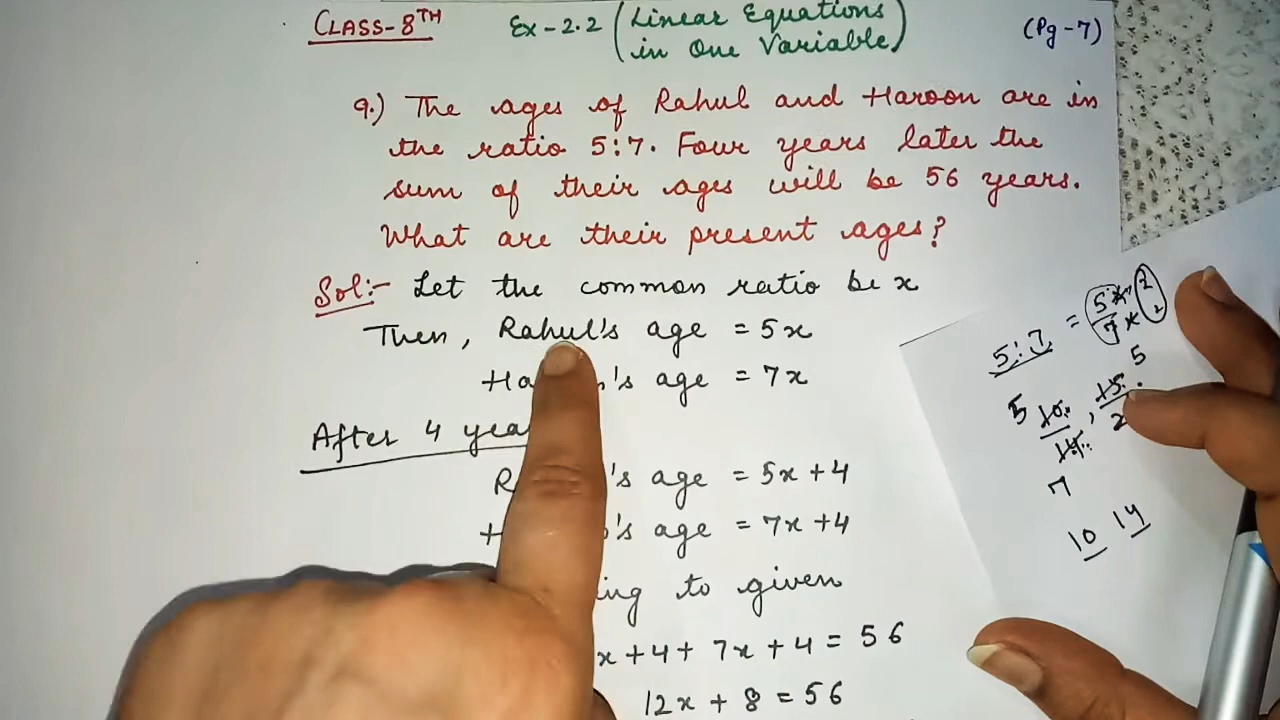 CLASS-8TH Ex-2.2 (Linear Equations in One Variable) (Pg-7)
9.) The ages of Rahul and Haroon are in
the ratio 5:7. Four years later the
sum of their ages will be 56 years.
What are their present ages?
Sol:- Let the common ratio be x
Then, Rahul's age = 5x
's age = 7x
After 4
's age = 5x+4
's age = 7x+4
to given
x+4+ 7x+4 = 56
12x + 8 = 56
5:7 =
5
7
10 14